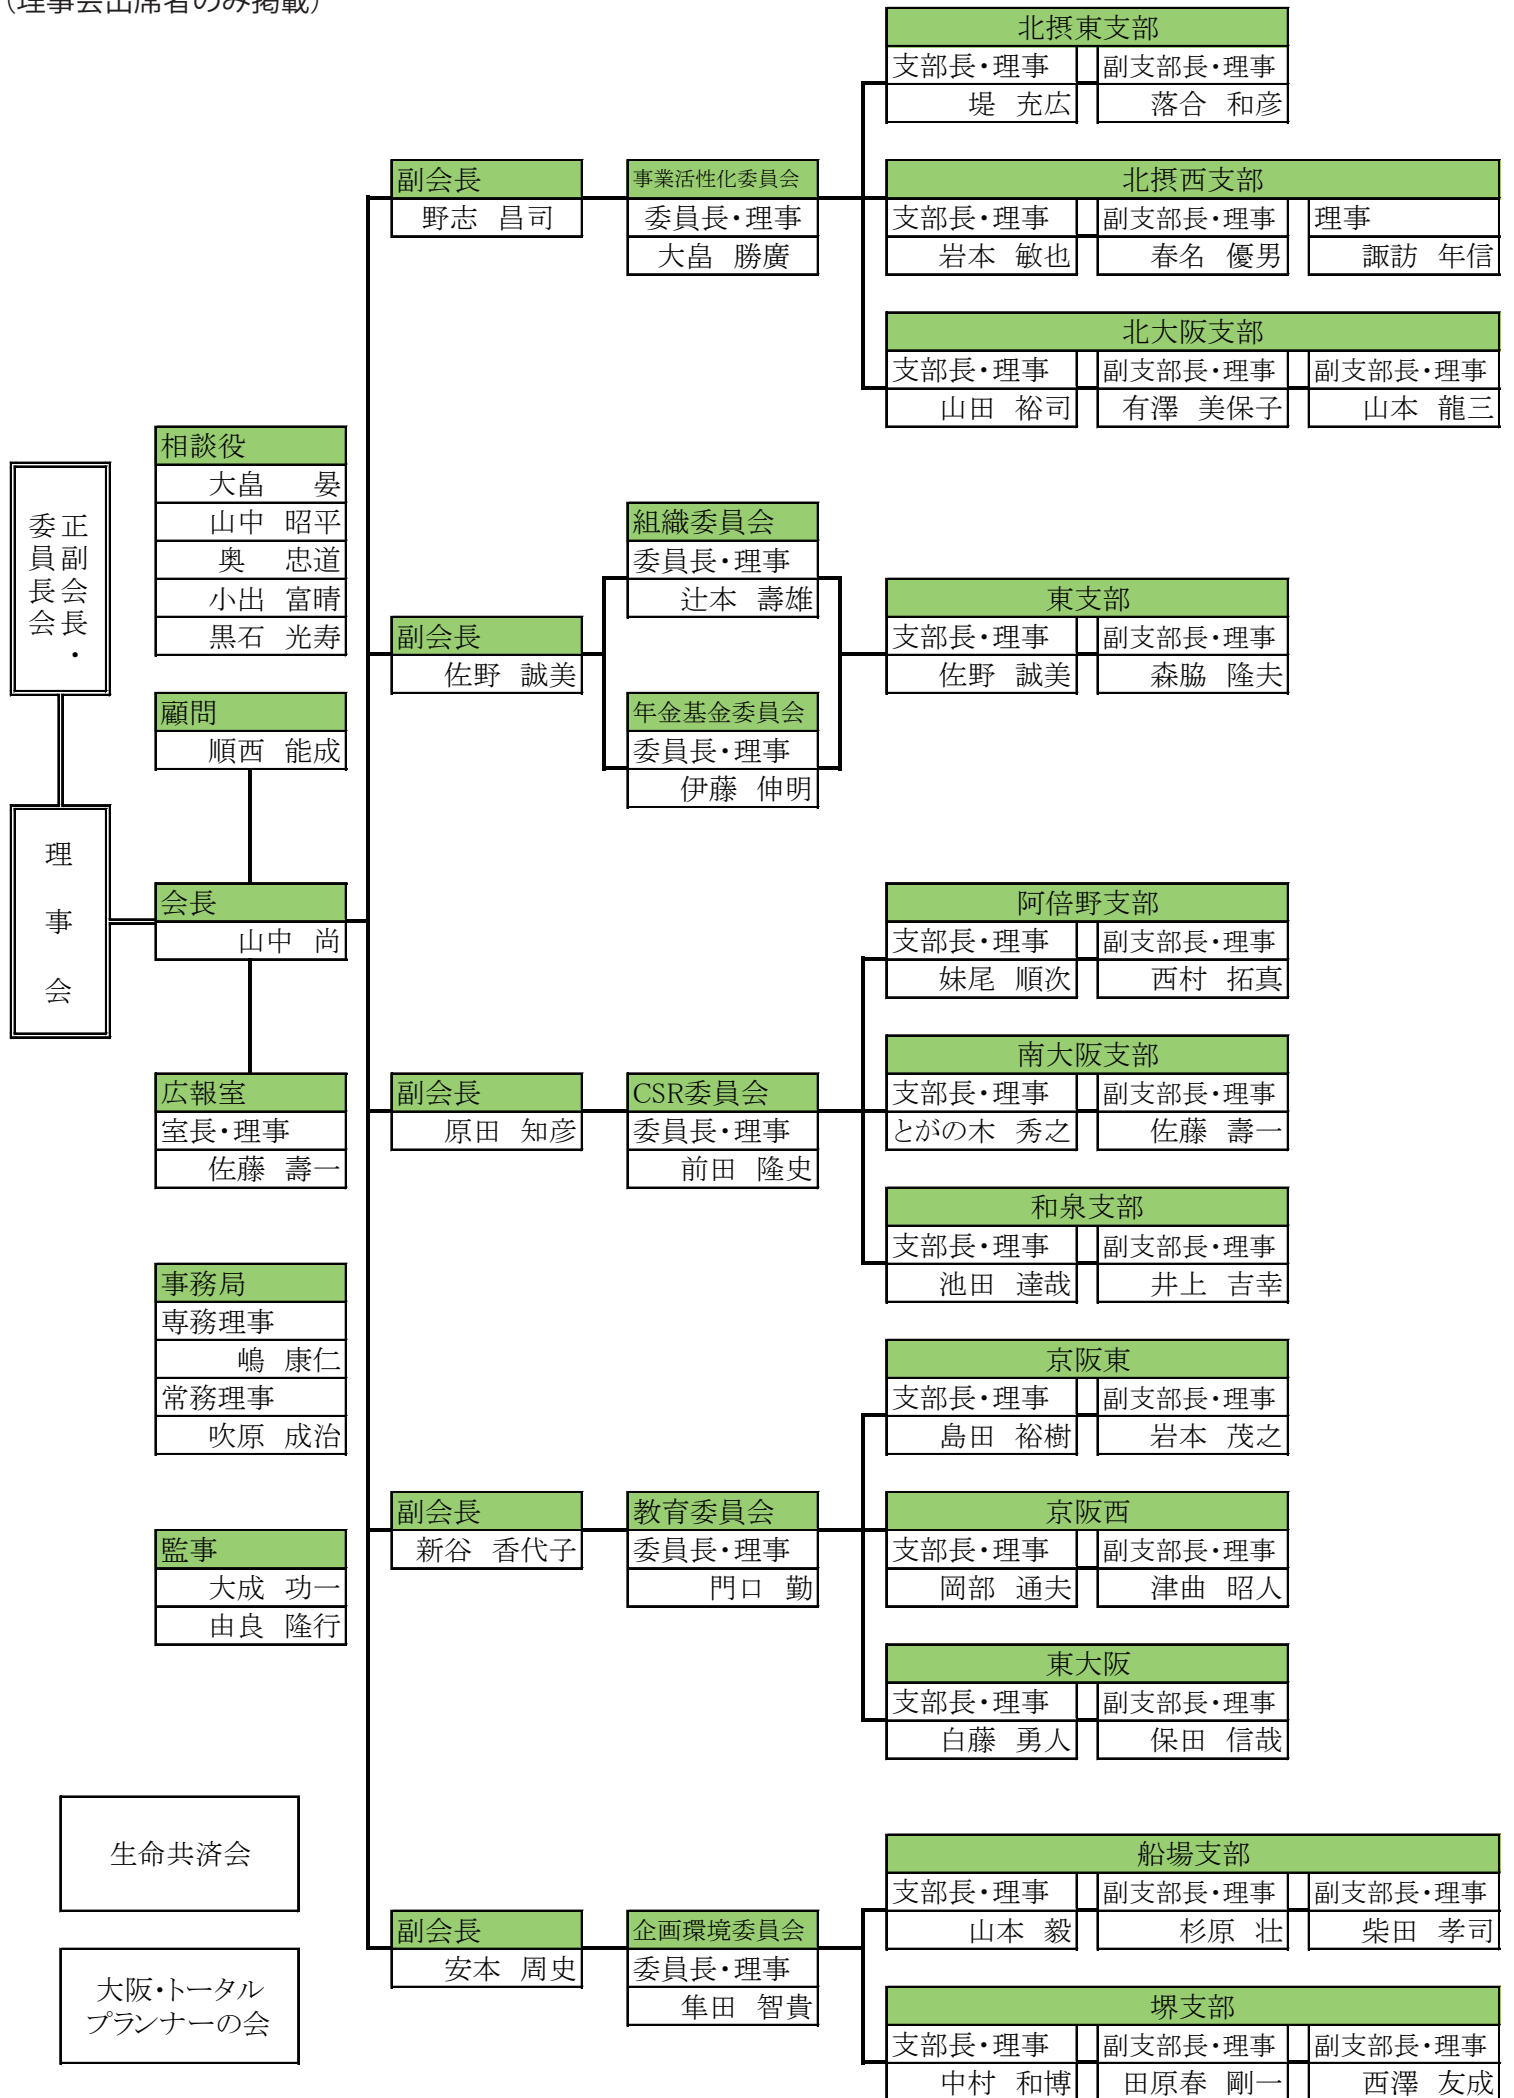 （理事会出席者のみ掲載）
正副会長・
委員長会
理事会
相談役
大畠 晏
山中 昭平
奥 忠道
小出 富晴
黒石 光寿
顧問
順西 能成
会長
山中 尚
広報室
室長・理事
佐藤 壽一
事務局
専務理事
嶋 康仁
常務理事
吹原 成治
監事
大成 功一
由良 隆行
生命共済会
大阪・トータル
プランナーの会
副会長
野志 昌司
事業活性化委員会
委員長・理事
大畠 勝廣
北摂東支部
支部長・理事 副支部長・理事
堤 充広 落合 和彦
北摂西支部
支部長・理事 副支部長・理事 理事
岩本 敏也 春名 優男 諏訪 年信
北大阪支部
支部長・理事 副支部長・理事 副支部長・理事
山田 裕司 有澤 美保子 山本 龍三
副会長
佐野 誠美
組織委員会
委員長・理事
辻本 壽雄
年金基金委員会
委員長・理事
伊藤 伸明
東支部
支部長・理事 副支部長・理事
佐野 誠美 森脇 隆夫
副会長
原田 知彦
CSR委員会
委員長・理事
前田 隆史
阿倍野支部
支部長・理事 副支部長・理事
妹尾 順次 西村 拓真
南大阪支部
支部長・理事 副支部長・理事
とがの木 秀之 佐藤 壽一
和泉支部
支部長・理事 副支部長・理事
池田 達哉 井上 吉幸
副会長
新谷 香代子
教育委員会
委員長・理事
門口 勤
京阪東
支部長・理事 副支部長・理事
島田 裕樹 岩本 茂之
京阪西
支部長・理事 副支部長・理事
岡部 通夫 津曲 昭人
東大阪
支部長・理事 副支部長・理事
白藤 勇人 保田 信哉
副会長
安本 周史
企画環境委員会
委員長・理事
隼田 智貴
船場支部
支部長・理事 副支部長・理事 副支部長・理事
山本 毅 杉原 壮 柴田 孝司
堺支部
支部長・理事 副支部長・理事 副支部長・理事
中村 和博 田原春 剛一 西澤 友成